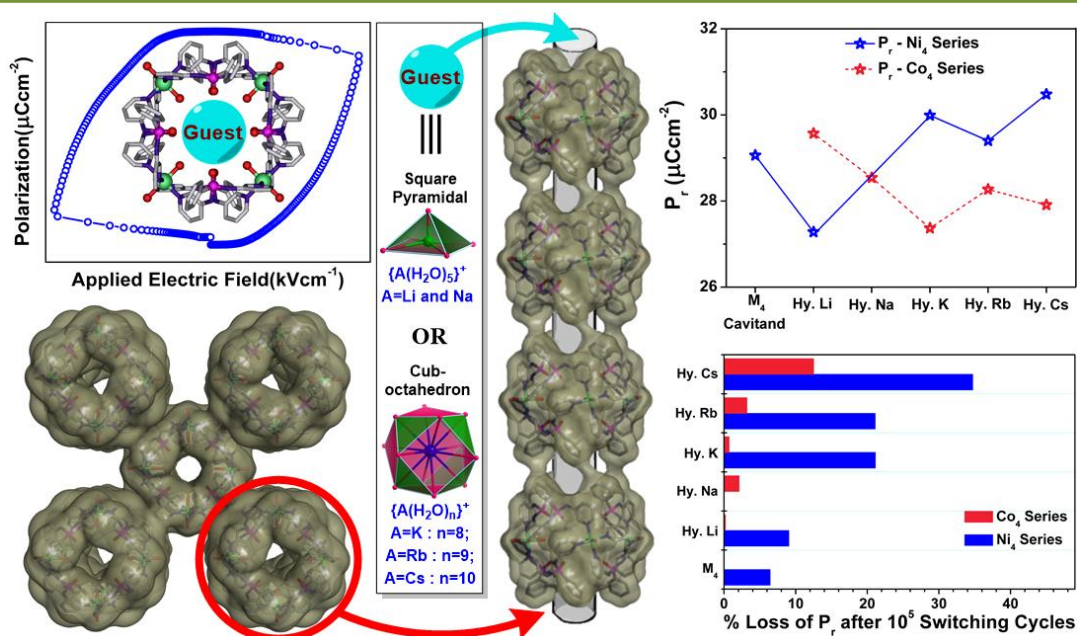 Polarization(μCcm⁻²)
Guest
Applied Electric Field(kVcm⁻¹)
Guest
Square
Pyramidal
{A(H₂O)₅}⁺
A=Li and Na
OR
Cub-
octahedron
{A(H₂O)ₙ}⁺
A=K : n=8;
A=Rb : n=9;
A=Cs : n=10
Pᵣ - Ni₄ Series
Pᵣ - Co₄ Series
Pᵣ (μCcm⁻²)
32
30
28
26
M₄
Cavitand
Hy. Li
Hy. Na
Hy. K
Hy. Rb
Hy. Cs
Hy. Cs
Hy. Rb
Hy. K
Hy. Na
Hy. Li
M₄
Co₄ Series
Ni₄ Series
0
10
20
30
40
% Loss of Pᵣ after 10⁵ Switching Cycles